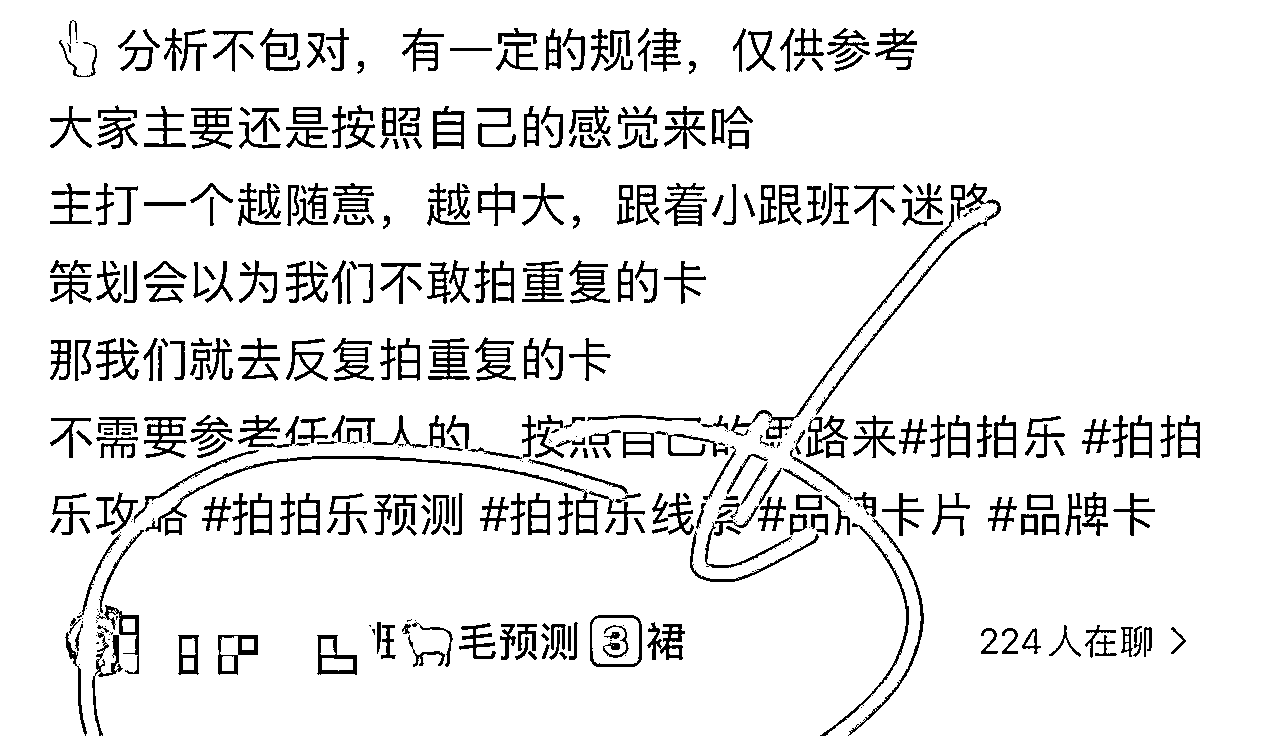 👆分析不包对，有一定的规律，仅供参考
大家主要还是按照自己的感觉来哈
主打一个越随意，越中大，跟着小跟班不迷路
策划会以为我们不敢拍重复的卡
那我们就去反复拍重复的卡
不需要参考任何人的，按照自己的思路来#拍拍乐 #拍拍
乐攻略 #拍拍乐预测 #拍拍乐线索 #品牌卡片 #品牌卡
班🐑毛预测3裙
224人在聊 >